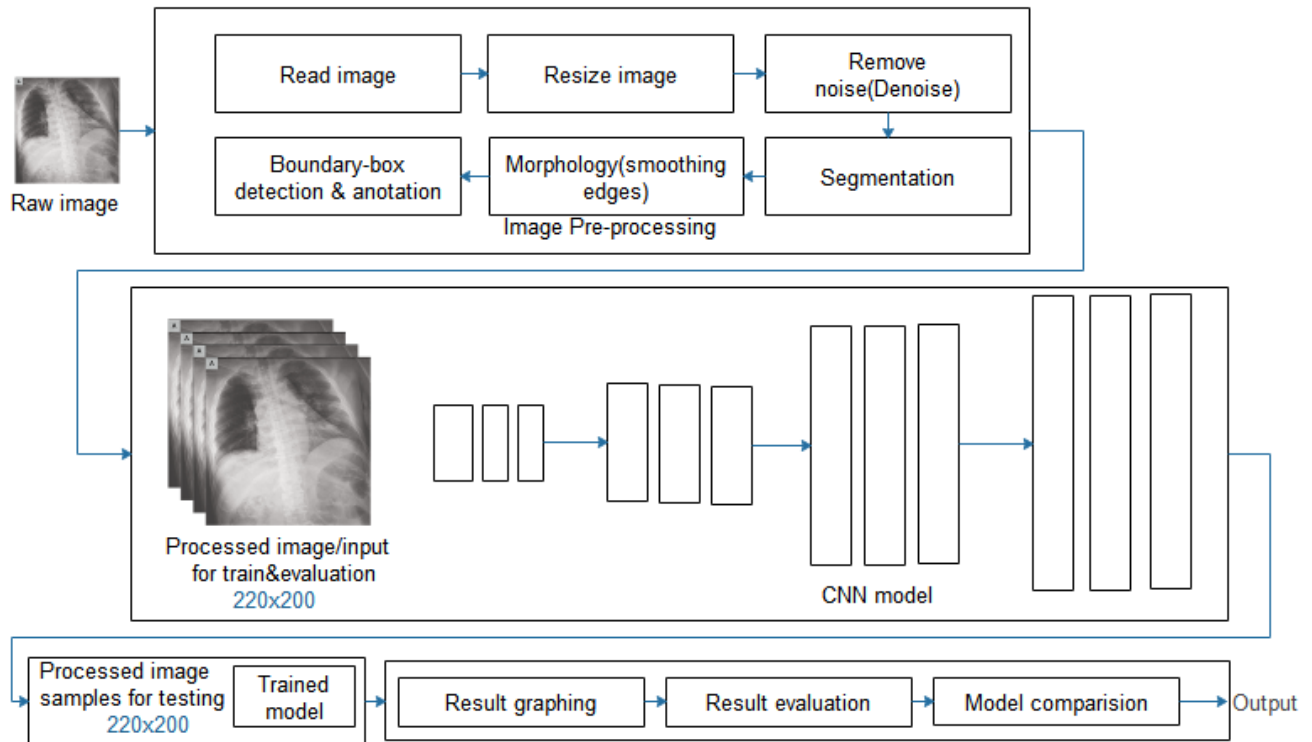 Read image
Resize image
Remove
noise(Denoise)
Raw image
Boundary-box
detection & anotation
Morphology(smoothing
edges)
Segmentation
Image Pre-processing
Processed image/input
for train&evaluation
220x200
CNN model
Processed image
samples for testing
220x200
Trained
model
Result graphing
Result evaluation
Model comparision
Output